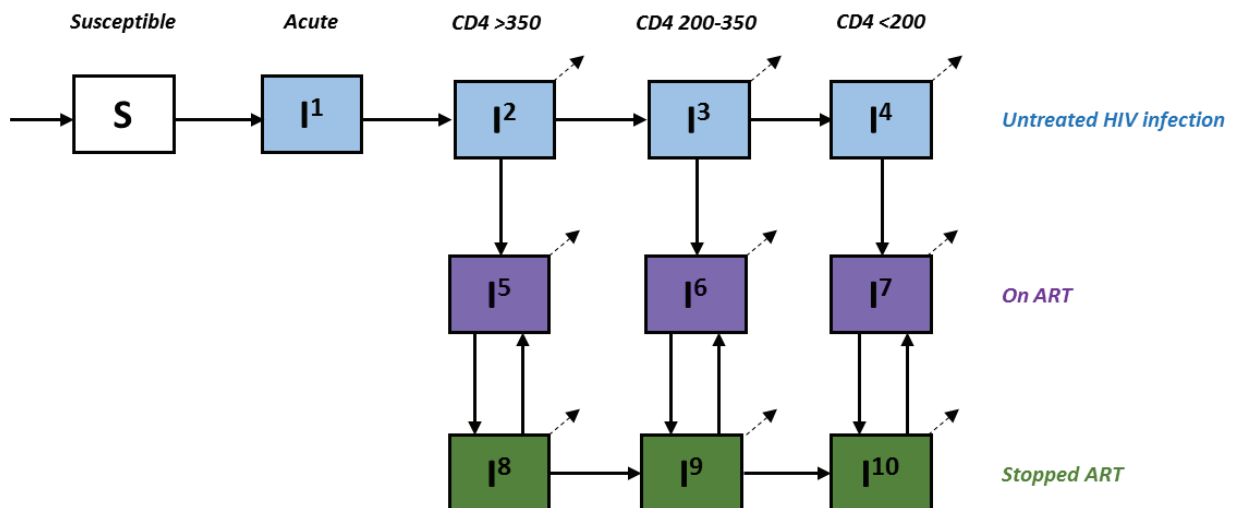 Susceptible Acute CD4 >350 CD4 200-350 CD4 <200
S I¹ I² I³ I⁴ Untreated HIV infection
I⁵ I⁶ I⁷ On ART
I⁸ I⁹ I¹⁰ Stopped ART